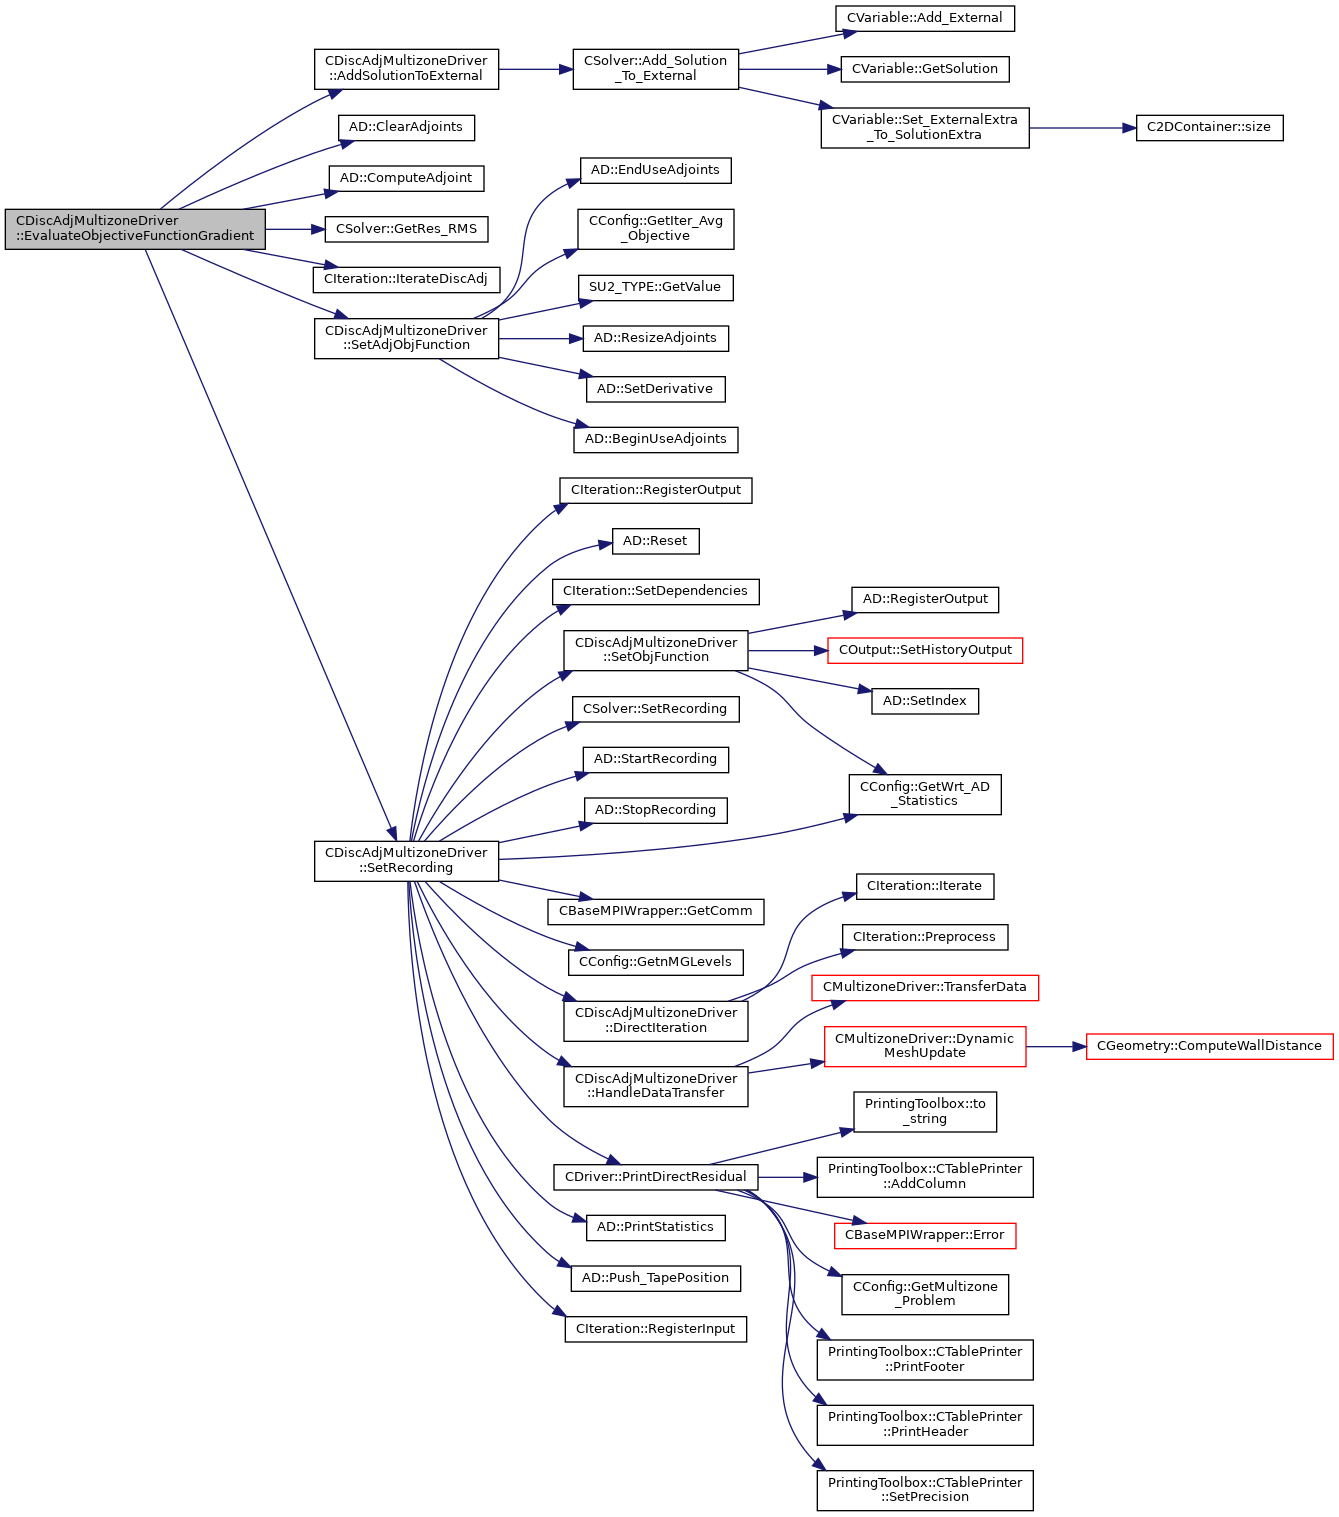 CDiscAdjMultizoneDriver
::EvaluateObjectiveFunctionGradient
CDiscAdjMultizoneDriver
::AddSolutionToExternal
CSolver::Add_Solution
_To_External
CVariable::Add_External
CVariable::GetSolution
CVariable::Set_ExternalExtra
_To_SolutionExtra
C2DContainer::size
AD::ClearAdjoints
AD::ComputeAdjoint
CSolver::GetRes_RMS
CIteration::IterateDiscAdj
CDiscAdjMultizoneDriver
::SetAdjObjFunction
AD::EndUseAdjoints
CConfig::GetIter_Avg
_Objective
SU2_TYPE::GetValue
AD::ResizeAdjoints
AD::SetDerivative
AD::BeginUseAdjoints
CDiscAdjMultizoneDriver
::SetRecording
CIteration::RegisterOutput
AD::Reset
CIteration::SetDependencies
CDiscAdjMultizoneDriver
::SetObjFunction
AD::RegisterOutput
COutput::SetHistoryOutput
AD::SetIndex
CConfig::GetWrt_AD
_Statistics
CSolver::SetRecording
AD::StartRecording
AD::StopRecording
CBaseMPIWrapper::GetComm
CConfig::GetnMGLevels
CDiscAdjMultizoneDriver
::DirectIteration
CIteration::Iterate
CIteration::Preprocess
CDiscAdjMultizoneDriver
::HandleDataTransfer
CMultizoneDriver::TransferData
CMultizoneDriver::Dynamic
MeshUpdate
CGeometry::ComputeWallDistance
CDriver::PrintDirectResidual
PrintingToolbox::to
_string
PrintingToolbox::CTablePrinter
::AddColumn
CBaseMPIWrapper::Error
CConfig::GetMultizone
_Problem
PrintingToolbox::CTablePrinter
::PrintFooter
PrintingToolbox::CTablePrinter
::PrintHeader
PrintingToolbox::CTablePrinter
::SetPrecision
AD::PrintStatistics
AD::Push_TapePosition
CIteration::RegisterInput